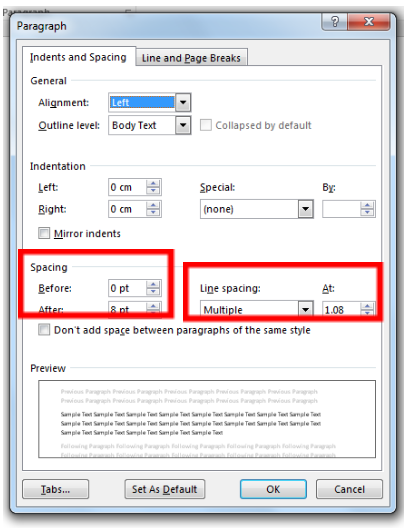 Paragraph
Paragraph
Indents and Spacing Line and Page Breaks
General
Alignment: Left
Outline level: Body Text Collapsed by default
Indentation
Left: 0 cm Special: By:
Right: 0 cm (none)
Mirror indents
Spacing
Before: 0 pt Line spacing: At:
After: 8 pt Multiple 1.08
Don't add space between paragraphs of the same style
Preview
Previous Paragraph Previous Paragraph Previous Paragraph Previous Paragraph Previous Paragraph
Previous Paragraph Previous Paragraph Previous Paragraph Previous Paragraph Previous Paragraph
Sample Text Sample Text Sample Text Sample Text Sample Text Sample Text Sample Text Sample Text
Sample Text Sample Text Sample Text Sample Text Sample Text Sample Text Sample Text Sample Text
Sample Text Sample Text Sample Text Sample Text Sample Text
Following Paragraph Following Paragraph Following Paragraph Following Paragraph Following Paragraph
Following Paragraph Following Paragraph Following Paragraph Following Paragraph Following Paragraph
Tabs... Set As Default OK Cancel